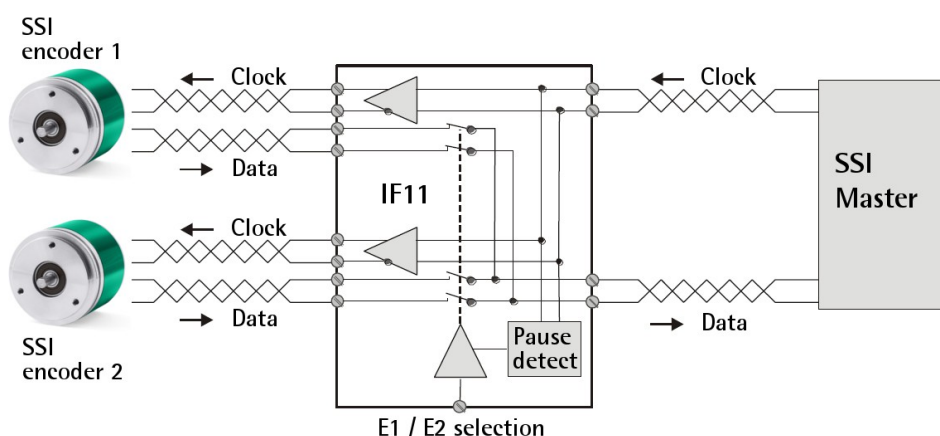 SSI
encoder 1
Clock
Data
IF11
Clock
SSI
Master
Clock
Data
SSI
encoder 2
Pause
detect
Data
E1 / E2 selection